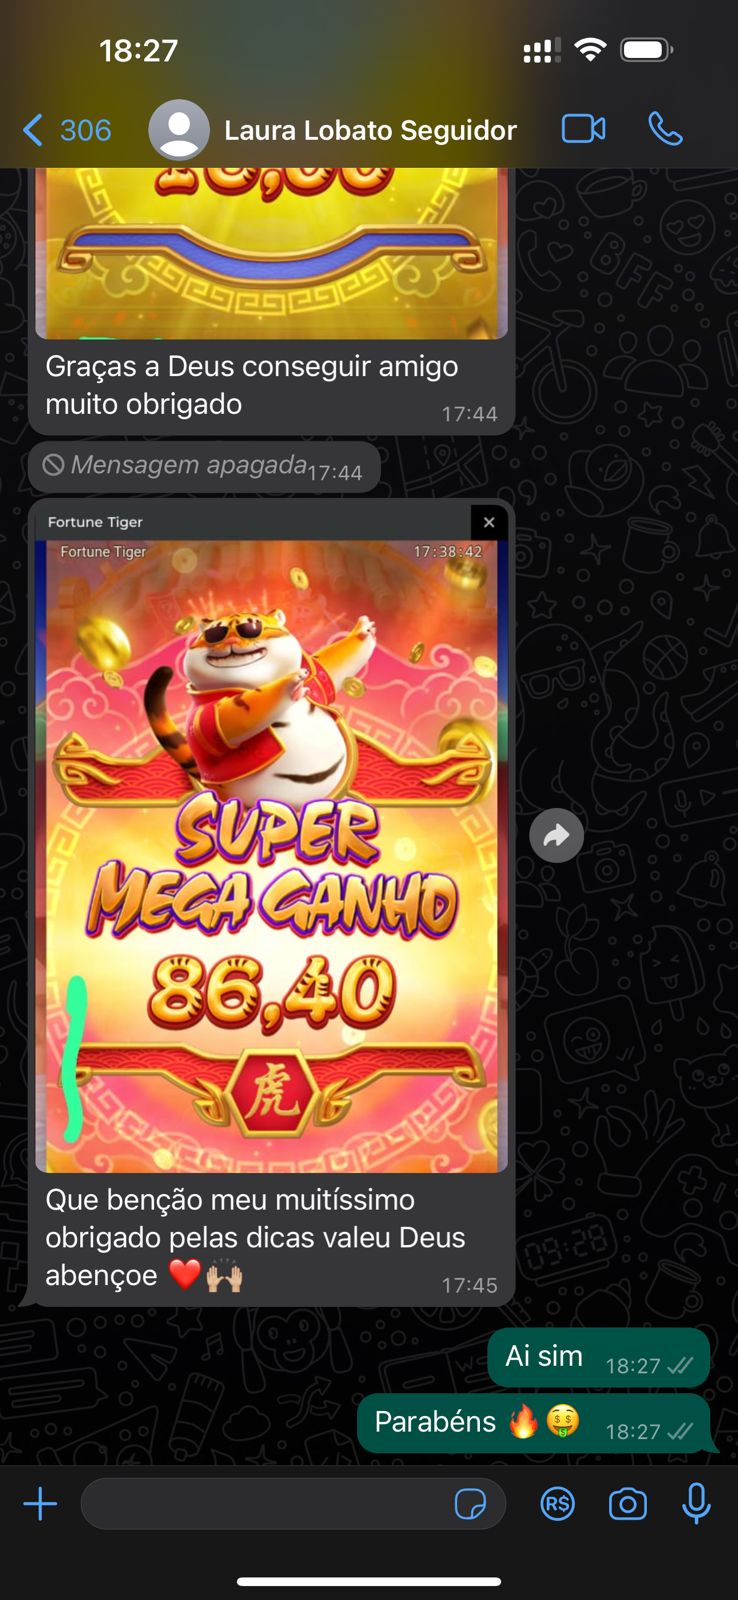 18:27
306
Laura Lobato Seguidor
Graças a Deus conseguir amigo
muito obrigado
17:44
Mensagem apagada
17:44
Fortune Tiger
Fortune Tiger
17:38:42
SUPER
MEGA GANHO
86,40
虎
Que benção meu muitíssimo
obrigado pelas dicas valeu Deus
abençoe ❤️🙌🏼
17:45
Ai sim
18:27
Parabéns 🔥🤑
18:27
R$